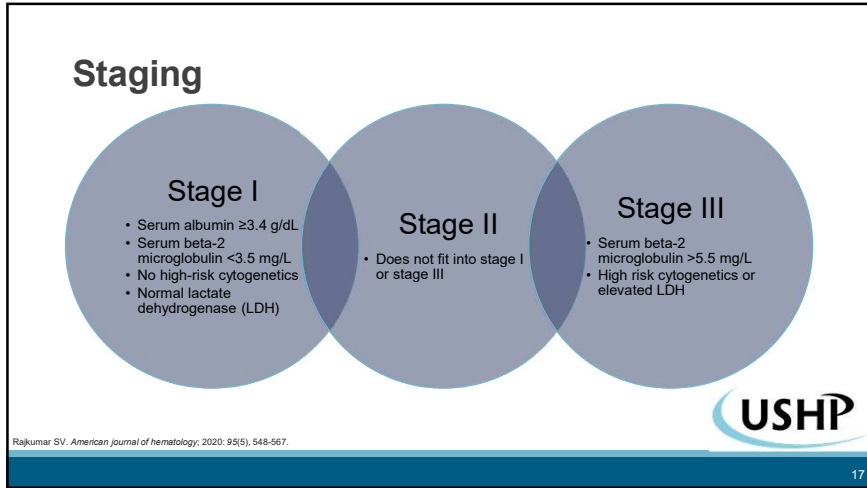 Staging
Stage I
• Serum albumin ≥3.4 g/dL
• Serum beta-2
microglobulin <3.5 mg/L
• No high-risk cytogenetics
• Normal lactate
dehydrogenase (LDH)
Stage II
• Does not fit into stage I
or stage III
Stage III
• Serum beta-2
microglobulin >5.5 mg/L
• High risk cytogenetics or
elevated LDH
Rajkumar SV. American journal of hematology; 2020: 95(5), 548-567.
USHP
17